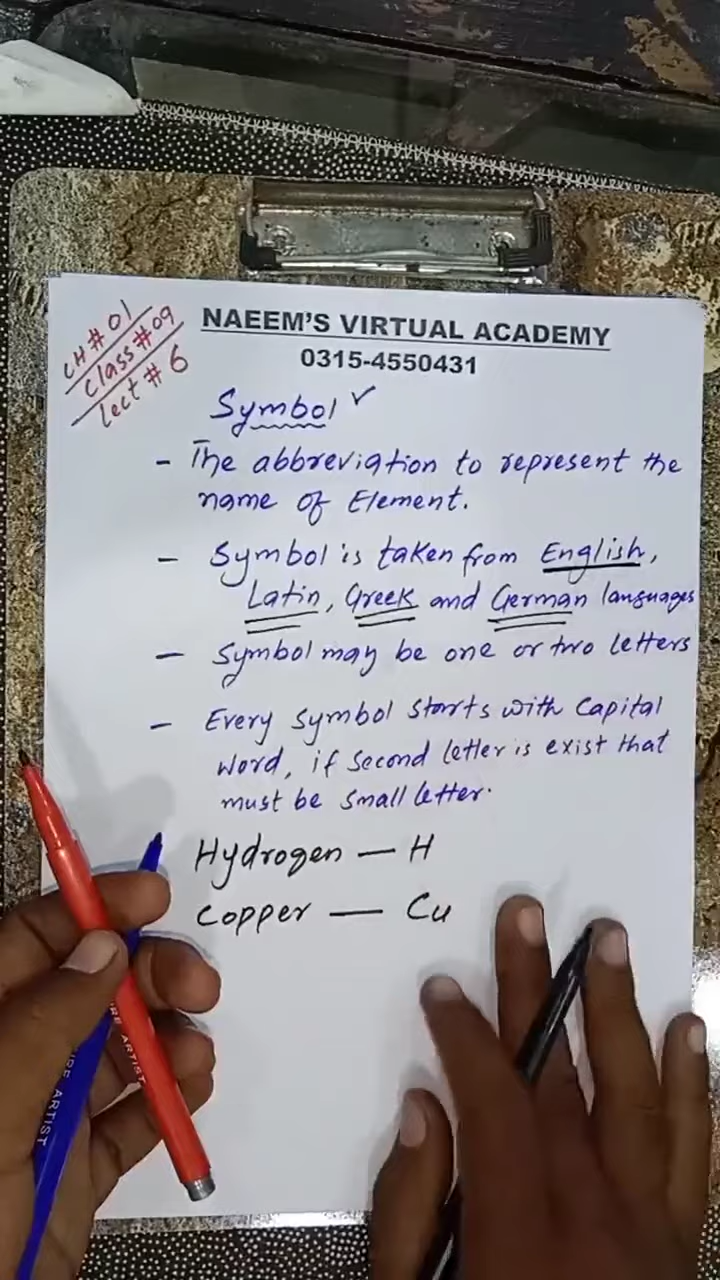 CH # 01
Class # 09
Lect # 6
NAEEM'S VIRTUAL ACADEMY
0315-4550431
Symbol ✓
- The abbreviation to represent the
name of Element.
- Symbol is taken from English,
Latin, Greek and German languages
- Symbol may be one or two letters
- Every symbol starts with capital
word, if second letter is exist that
must be small letter.
Hydrogen — H
Copper — Cu
ARTIST
ARTIST